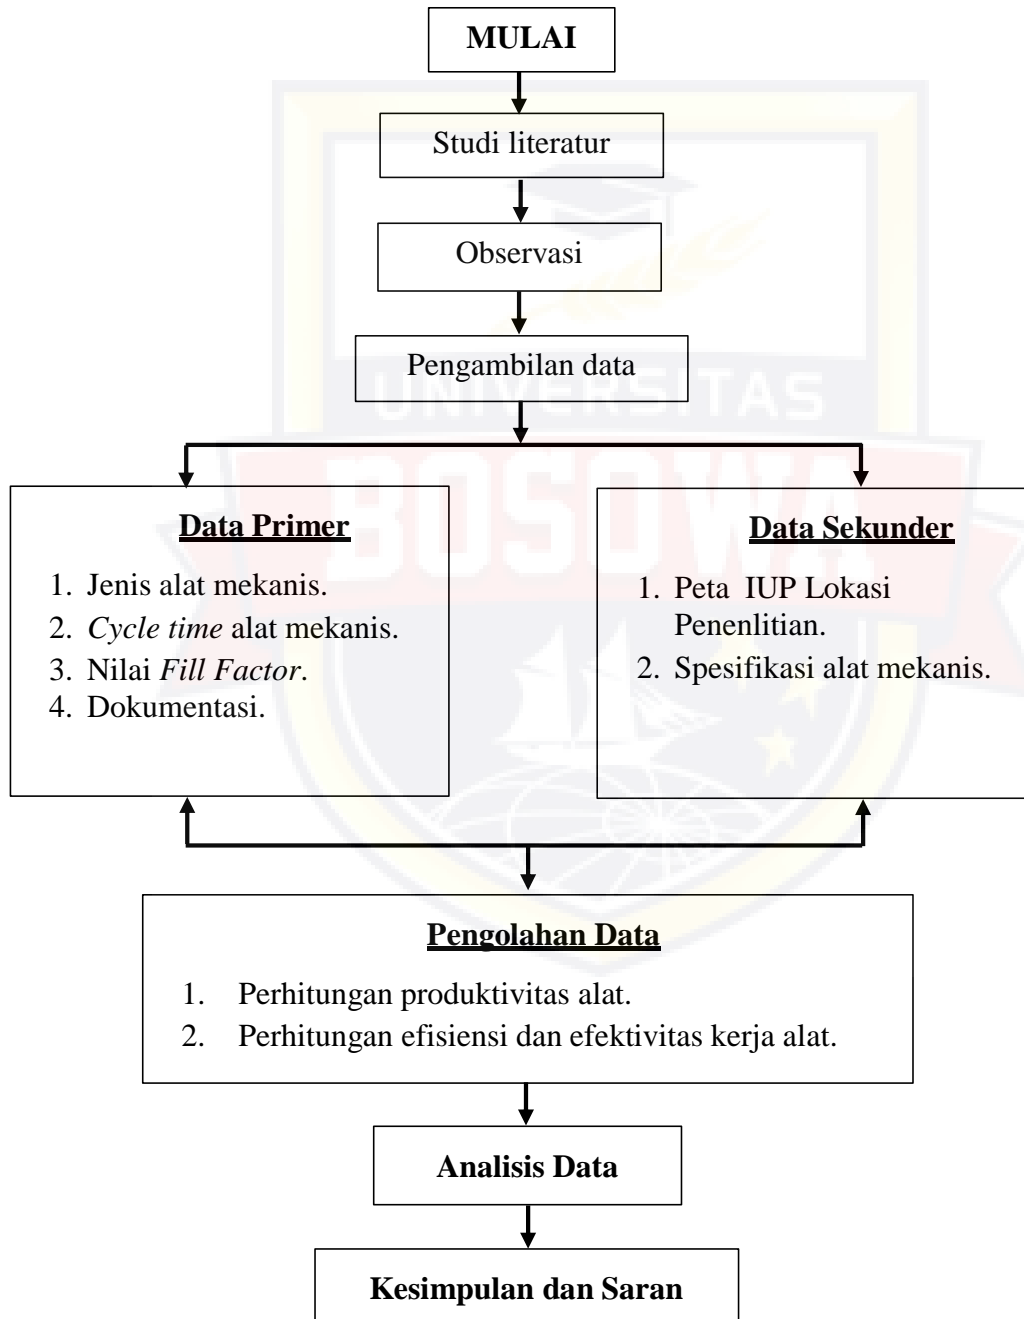 MULAI
Studi literatur
Observasi
Pengambilan data
UNIVERSITAS
BOSOWA
Data Primer
1. Jenis alat mekanis.
2. Cycle time alat mekanis.
3. Nilai Fill Factor.
4. Dokumentasi.
Data Sekunder
1. Peta IUP Lokasi
Penenlitian.
2. Spesifikasi alat mekanis.
Pengolahan Data
1. Perhitungan produktivitas alat.
2. Perhitungan efisiensi dan efektivitas kerja alat.
Analisis Data
Kesimpulan dan Saran